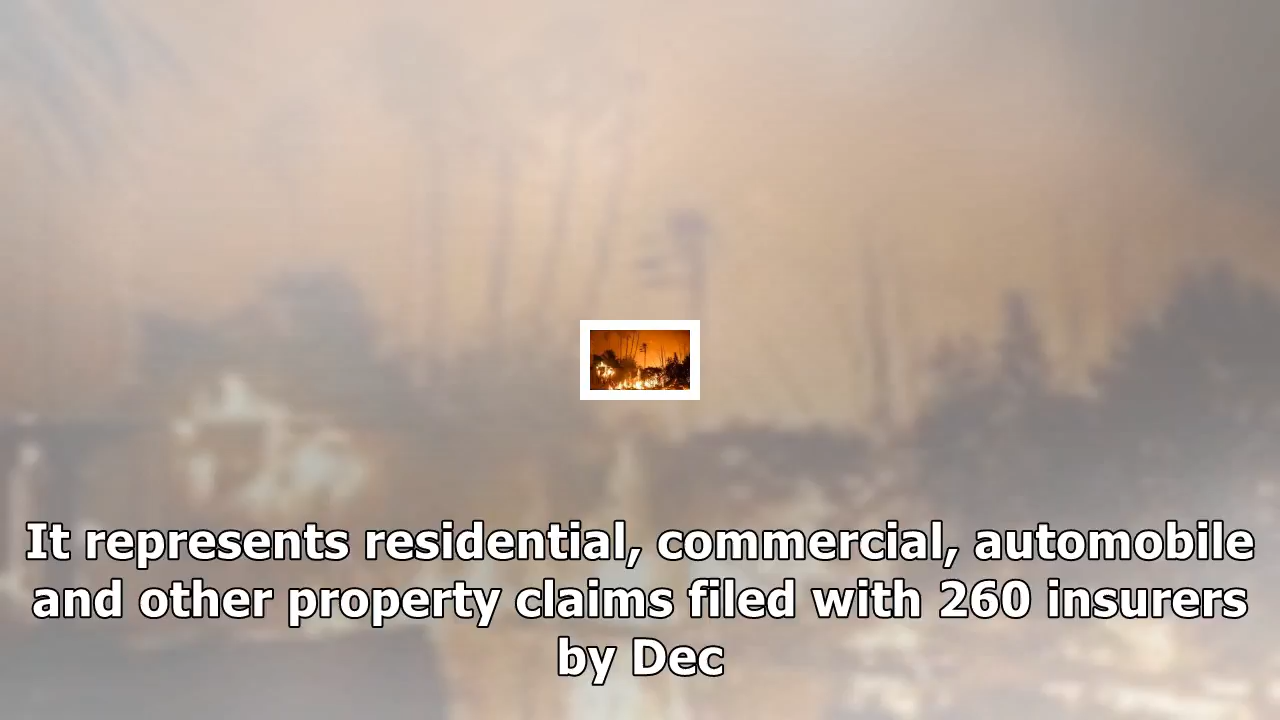 It represents residential, commercial, automobile
and other property claims filed with 260 insurers
by Dec